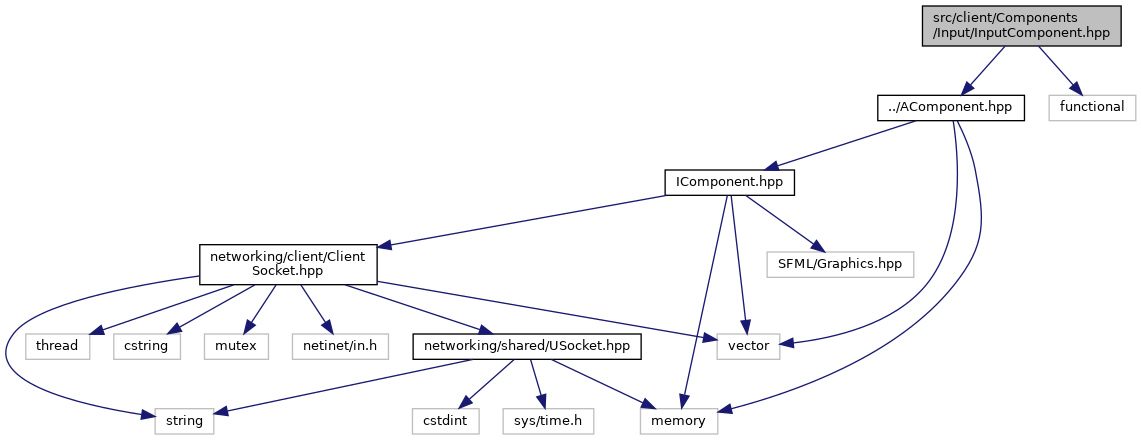 src/client/Components
/Input/InputComponent.hpp
../AComponent.hpp
functional
IComponent.hpp
networking/client/Client
Socket.hpp
SFML/Graphics.hpp
thread
cstring
mutex
netinet/in.h
networking/shared/USocket.hpp
vector
string
cstdint
sys/time.h
memory